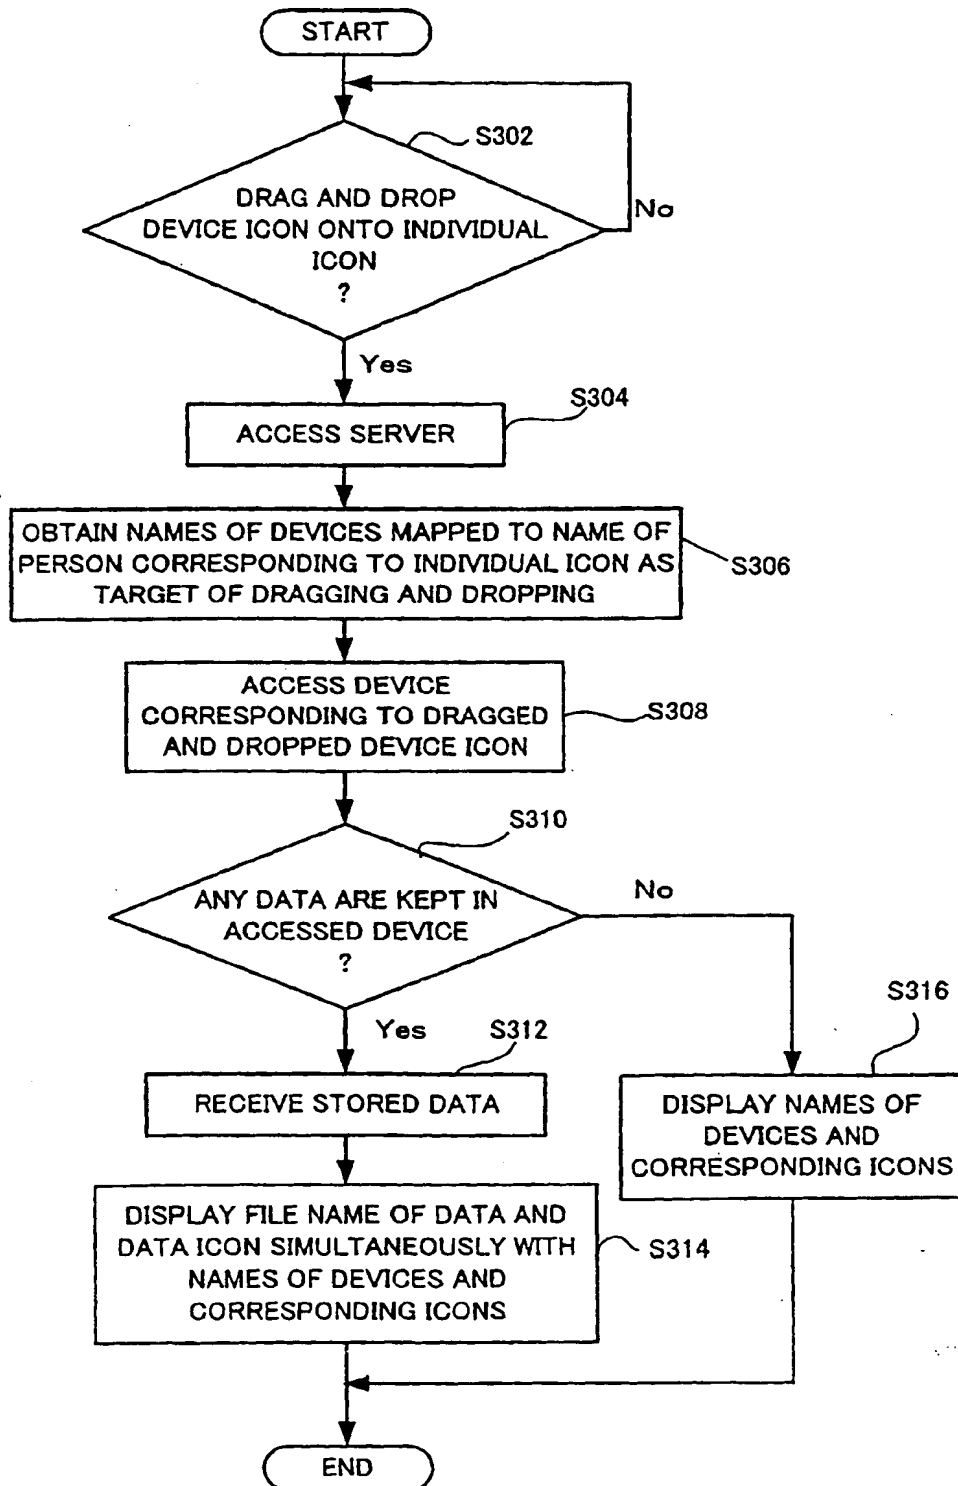 START
S302
DRAG AND DROP
DEVICE ICON ONTO INDIVIDUAL
ICON
?
No
Yes
S304
ACCESS SERVER
OBTAIN NAMES OF DEVICES MAPPED TO NAME OF
PERSON CORRESPONDING TO INDIVIDUAL ICON AS
TARGET OF DRAGGING AND DROPPING
S306
ACCESS DEVICE
CORRESPONDING TO DRAGGED
AND DROPPED DEVICE ICON
S308
S310
ANY DATA ARE KEPT IN
ACCESSED DEVICE
?
No
Yes
S312
RECEIVE STORED DATA
S316
DISPLAY NAMES OF
DEVICES AND
CORRESPONDING ICONS
DISPLAY FILE NAME OF DATA AND
DATA ICON SIMULTANEOUSLY WITH
NAMES OF DEVICES AND
CORRESPONDING ICONS
S314
END